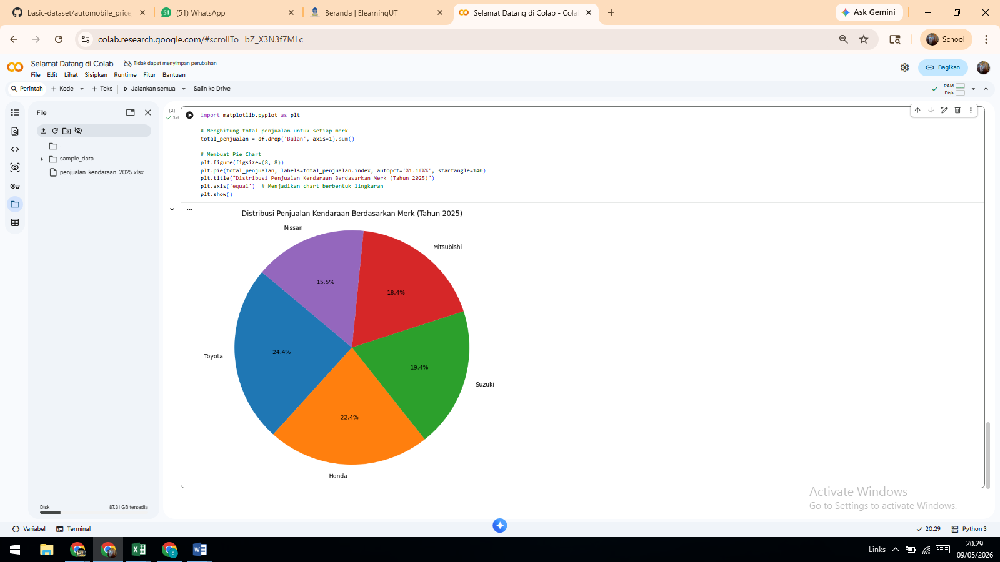 basic-dataset/automobile_price
(51) WhatsApp
Beranda | ElearningUT
Selamat Datang di Colab - Cola
Ask Gemini
colab.research.google.com/#scrollTo=bZ_X3N3f7MLc
School
Selamat Datang di Colab
Tidak dapat menyimpan perubahan
File Edit Lihat Sisipkan Runtime Fitur Bantuan
Bagikan
Perintah + Kode + Teks Jalankan semua Salin ke Drive
RAM
Disk
File
..
sample_data
penjualan_kendaraan_2025.xlsx
Disk 87.31 GB tersedia
[2]
3 d
import matplotlib.pyplot as plt
# Menghitung total penjualan untuk setiap merk
total_penjualan = df.drop('Bulan', axis=1).sum()
# Membuat Pie Chart
plt.figure(figsize=(8, 8))
plt.pie(total_penjualan, labels=total_penjualan.index, autopct='%1.1f%%', startangle=140)
plt.title("Distribusi Penjualan Kendaraan Berdasarkan Merk (Tahun 2025)")
plt.axis('equal')  # Menjadikan chart berbentuk lingkaran
plt.show()
Distribusi Penjualan Kendaraan Berdasarkan Merk (Tahun 2025)
Nissan
Mitsubishi
15.5%
18.4%
24.4%
Toyota
19.4%
Suzuki
22.4%
Honda
Activate Windows
Go to Settings to activate Windows.
Variabel
Terminal
20.29
Python 3
Links
20.29
09/05/2026